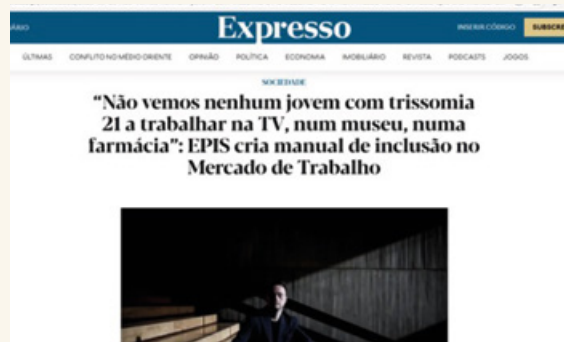 Expresso
INSERIR CÓDIGO
SUBSCRE
ÚLTIMAS CONFLITO NO MÉDIO ORIENTE OPINIÃO POLÍTICA ECONOMIA IMOBILIÁRIO REVISTA PODCASTS JOGOS
SOCIEDADE
“Não vemos nenhum jovem com trissomia
21 a trabalhar na TV, num museu, numa
farmácia”: EPIS cria manual de inclusão no
Mercado de Trabalho